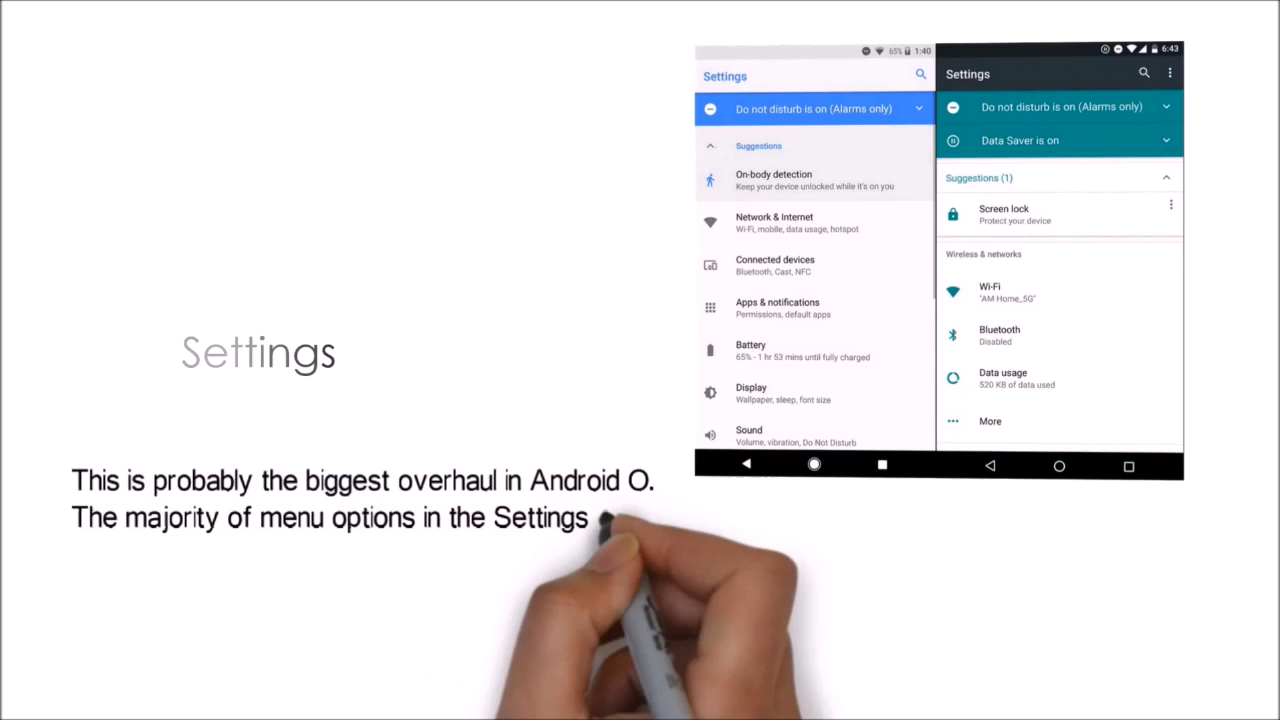 Settings
This is probably the biggest overhaul in Android O.
The majority of menu options in the Settings
65% 1:40
Settings
Do not disturb is on (Alarms only)
Suggestions
On-body detection
Keep your device unlocked while it's on you
Network & Internet
Wi-Fi, mobile, data usage, hotspot
Connected devices
Bluetooth, Cast, NFC
Apps & notifications
Permissions, default apps
Battery
65% - 1 hr 53 mins until fully charged
Display
Wallpaper, sleep, font size
Sound
Volume, vibration, Do Not Disturb
6:43
Settings
Do not disturb is on (Alarms only)
Data Saver is on
Suggestions (1)
Screen lock
Protect your device
Wireless & networks
Wi-Fi
"AM Home_5G"
Bluetooth
Disabled
Data usage
520 KB of data used
More